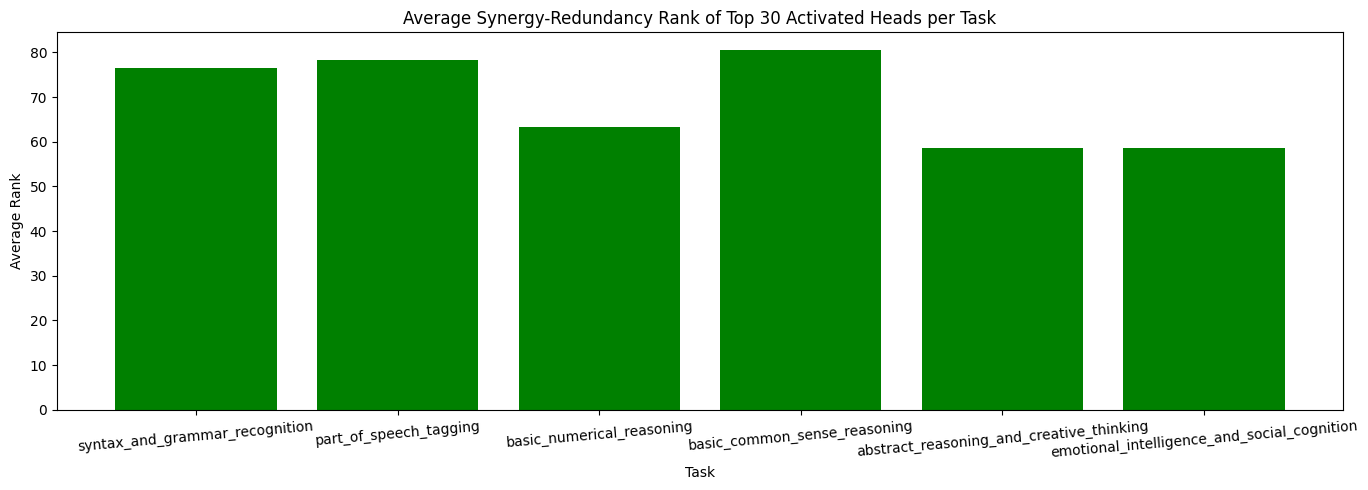 Average Synergy-Redundancy Rank of Top 30 Activated Heads per Task
Average Rank
80
70
60
50
40
30
20
10
0
syntax_and_grammar_recognition
part_of_speech_tagging
basic_numerical_reasoning
basic_common_sense_reasoning
abstract_reasoning_and_creative_thinking
emotional_intelligence_and_social_cognition
Task